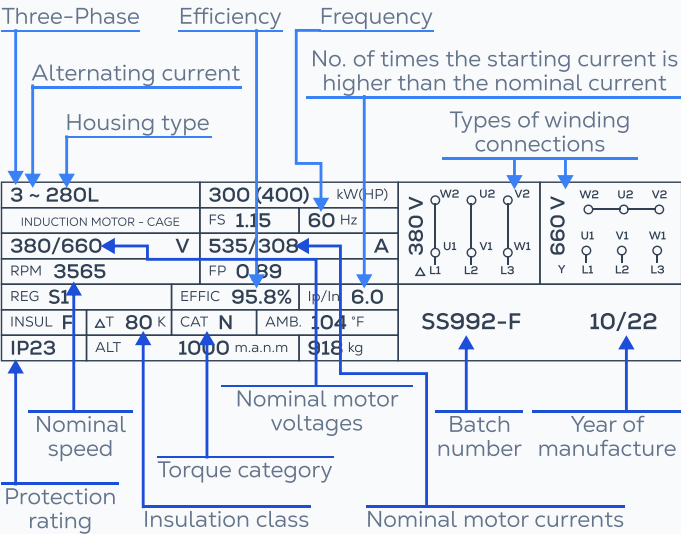 Three-Phase
Efficiency
Frequency
Alternating current
No. of times the starting current is
higher than the nominal current
Housing type
Types of winding
connections
3 ~ 280L
300 (400) kW(HP)
INDUCTION MOTOR - CAGE
FS 1.15
60 Hz
380/660 V
535/308 A
RPM 3565
FP 0.89
REG S1
EFFIC 95.8%
Ip/In 6.0
INSUL F
ΔT 80 K
CAT N
AMB. 104 °F
IP23
ALT 1000 m.a.n.m
918 kg
380 V
W2 U2 V2
U1 V1 W1
Δ L1 L2 L3
660 V
W2 U2 V2
U1 V1 W1
Y L1 L2 L3
SS992-F
10/22
Nominal
speed
Nominal motor
voltages
Batch
number
Year of
manufacture
Torque category
Protection
rating
Insulation class
Nominal motor currents